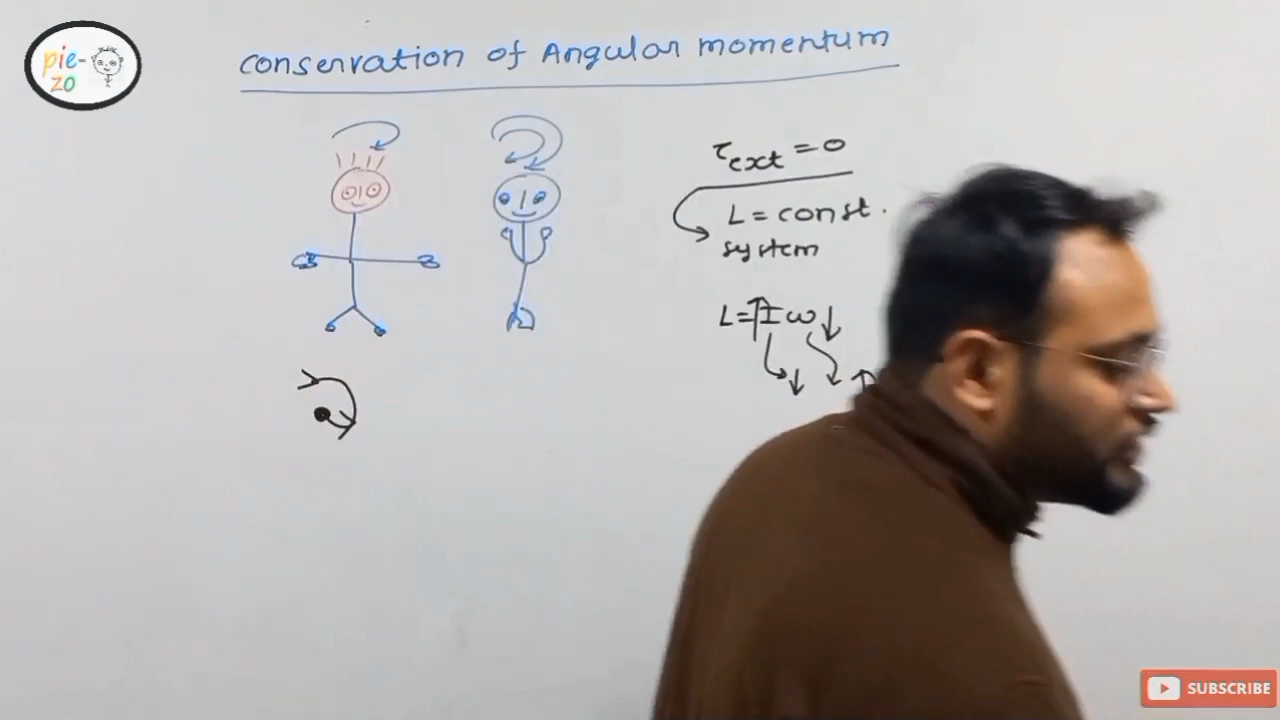 pie-
zo
conservation of Angular momentum
τext = 0
L = const.
system
L = I ω
SUBSCRIBE